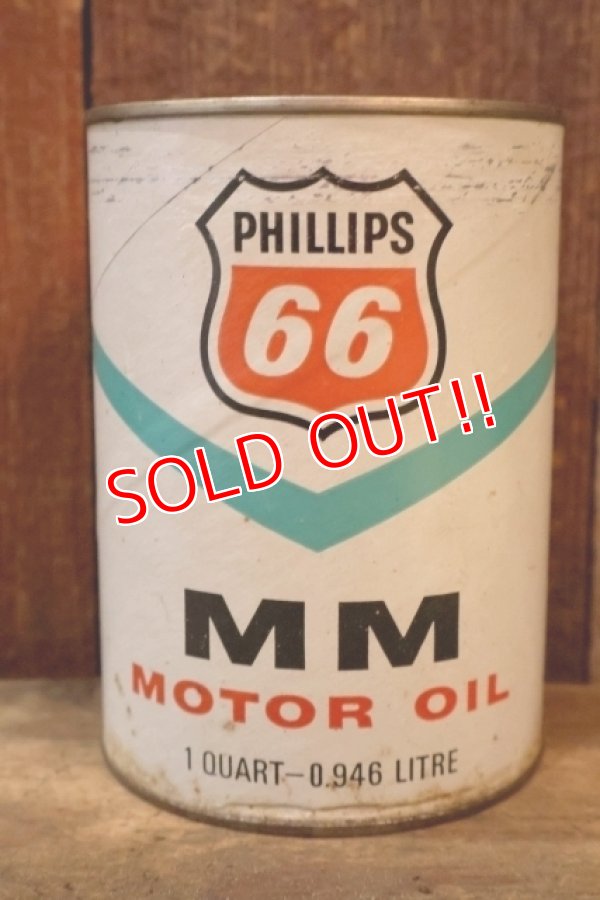 PHILLIPS
66
SOLD OUT!!
MM
MOTOR OIL
1 QUART–0.946 LITRE